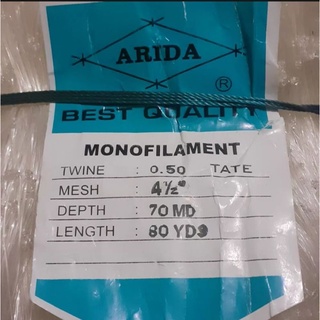 ARIDA
®
BEST QUALITY
MONOFILAMENT
TWINE : 0.50 TATE
MESH : 4½"
DEPTH : 70 MD
LENGTH : 80 YDS